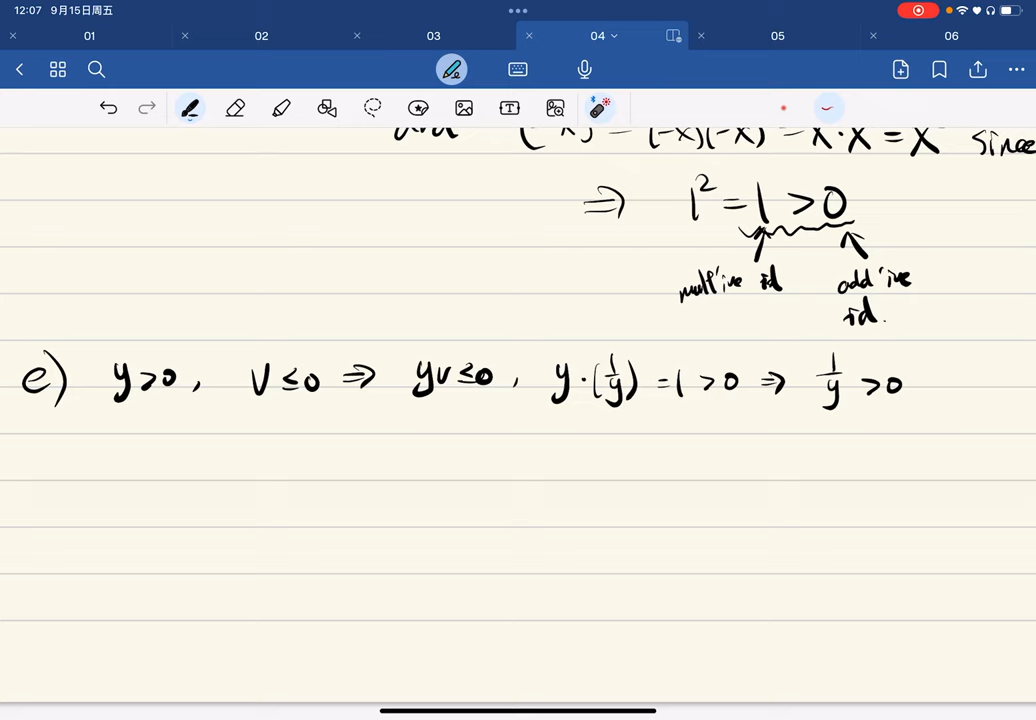 12:07 9月15日周五
01 02 03 04 05 06
and (-x)² = (-x)(-x) = x·x = x² since
⇒ 1² = 1 > 0
mult'ive id add'ive
id.
e) y > 0, v ≤ 0 ⇒ yv ≤ 0, y·(1/y) = 1 > 0 ⇒ 1/y > 0